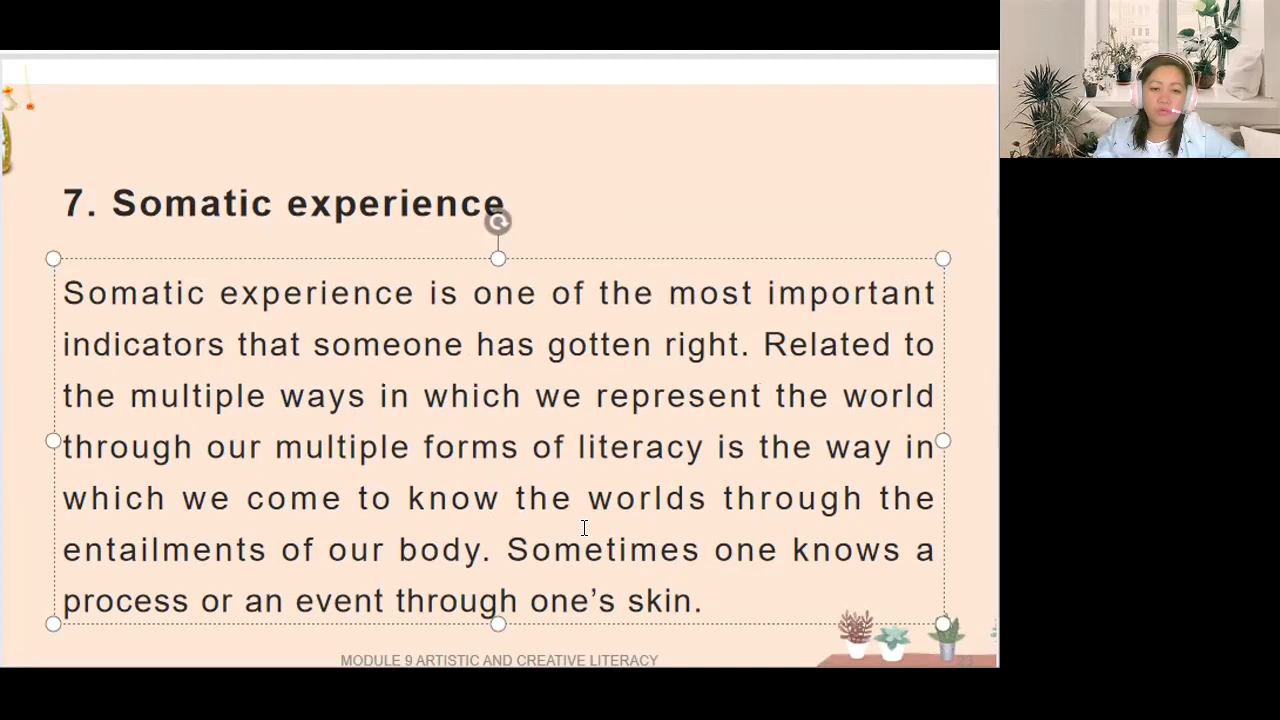 7. Somatic experience
Somatic experience is one of the most important
indicators that someone has gotten right. Related to
the multiple ways in which we represent the world
through our multiple forms of literacy is the way in
which we come to know the worlds through the
entailments of our body. Sometimes one knows a
process or an event through one’s skin.
MODULE 9 ARTISTIC AND CREATIVE LITERACY
23